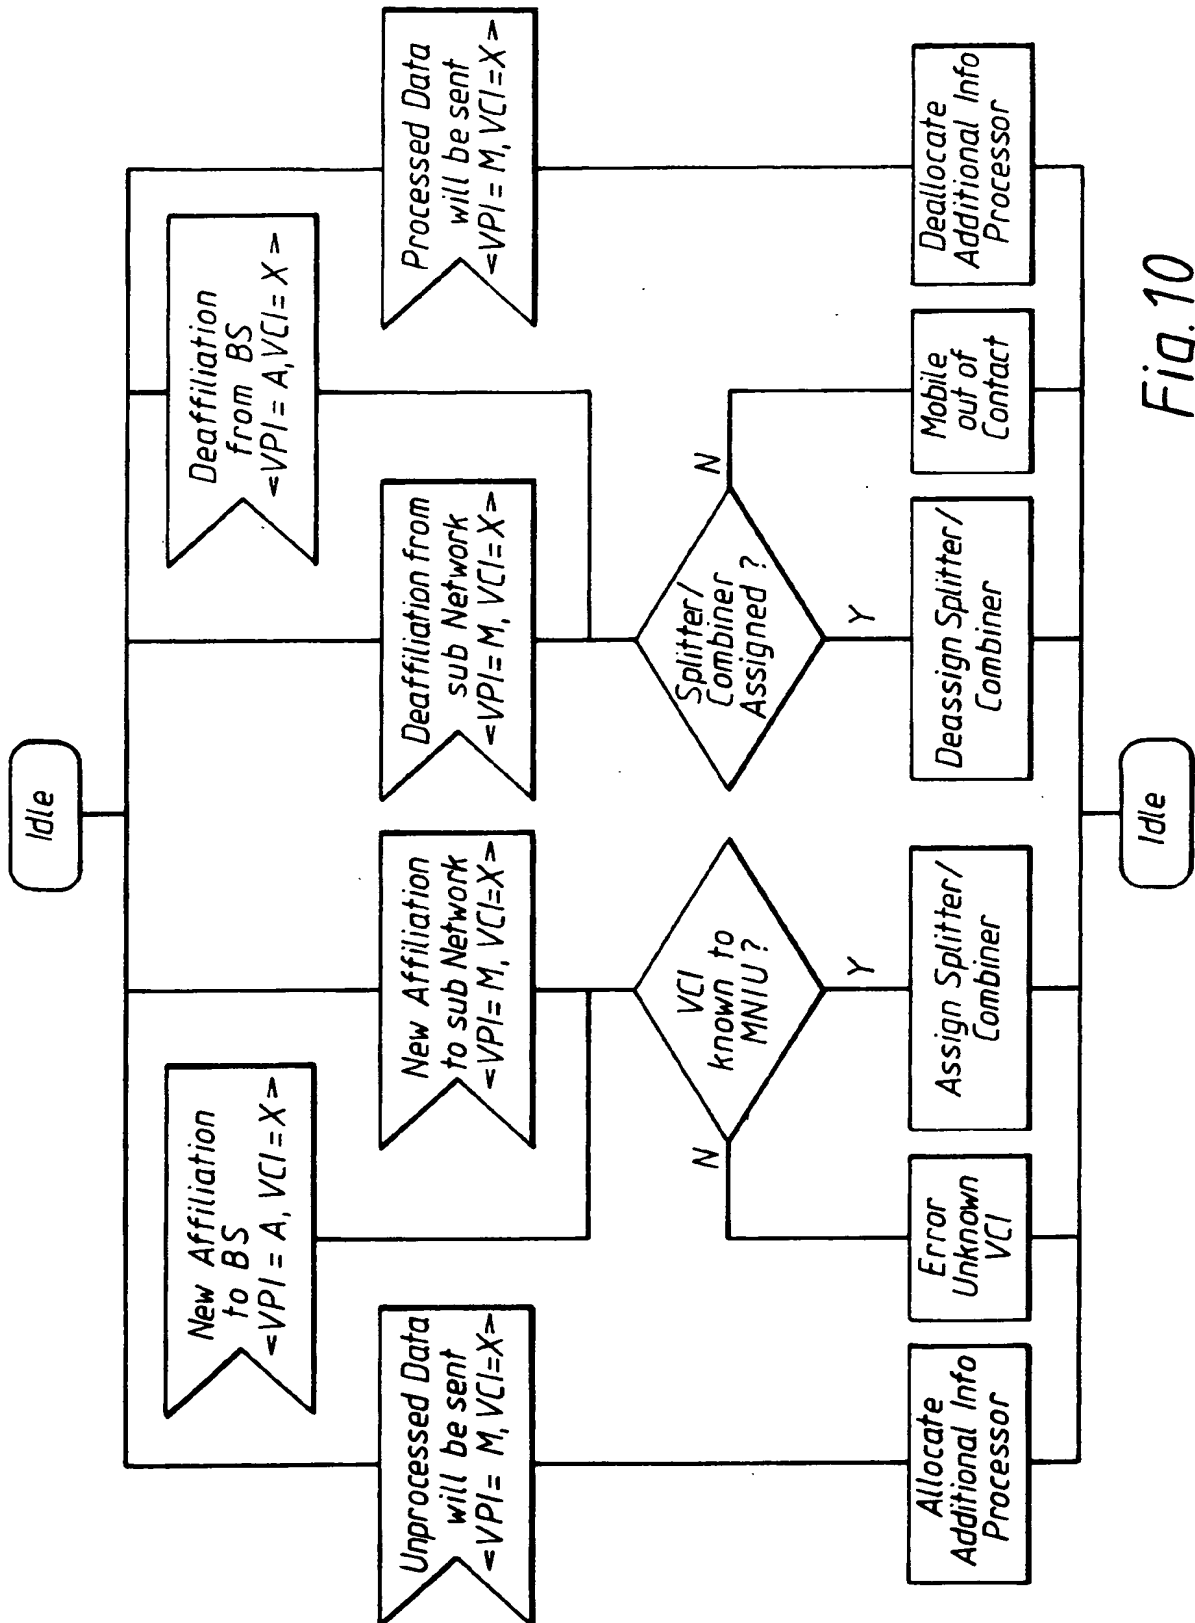 Idle
New Affiliation
to BS
<VPI = A, VCI=X>
Deaffiliation
from BS
<VPI = A, VCI=X>
Unprocessed Data
will be sent
<VPI= M, VCI=X>
New Affiliation
to sub Network
<VPI= M, VCI=X>
Deaffiliation from
sub Network
<VPI=M, VCI=X>
Processed Data
will be sent
<VPI= M, VCI=X>
VCI
known to
MNIU?
N
Y
Splitter/
Combiner
Assigned ?
N
Y
Allocate
Additional Info
Processor
Error
Unknown
VCI
Assign Splitter/
Combiner
Deassign Splitter/
Combiner
Mobile
out of
Contact
Deallocate
Additional Info
Processor
Idle
Fig.10